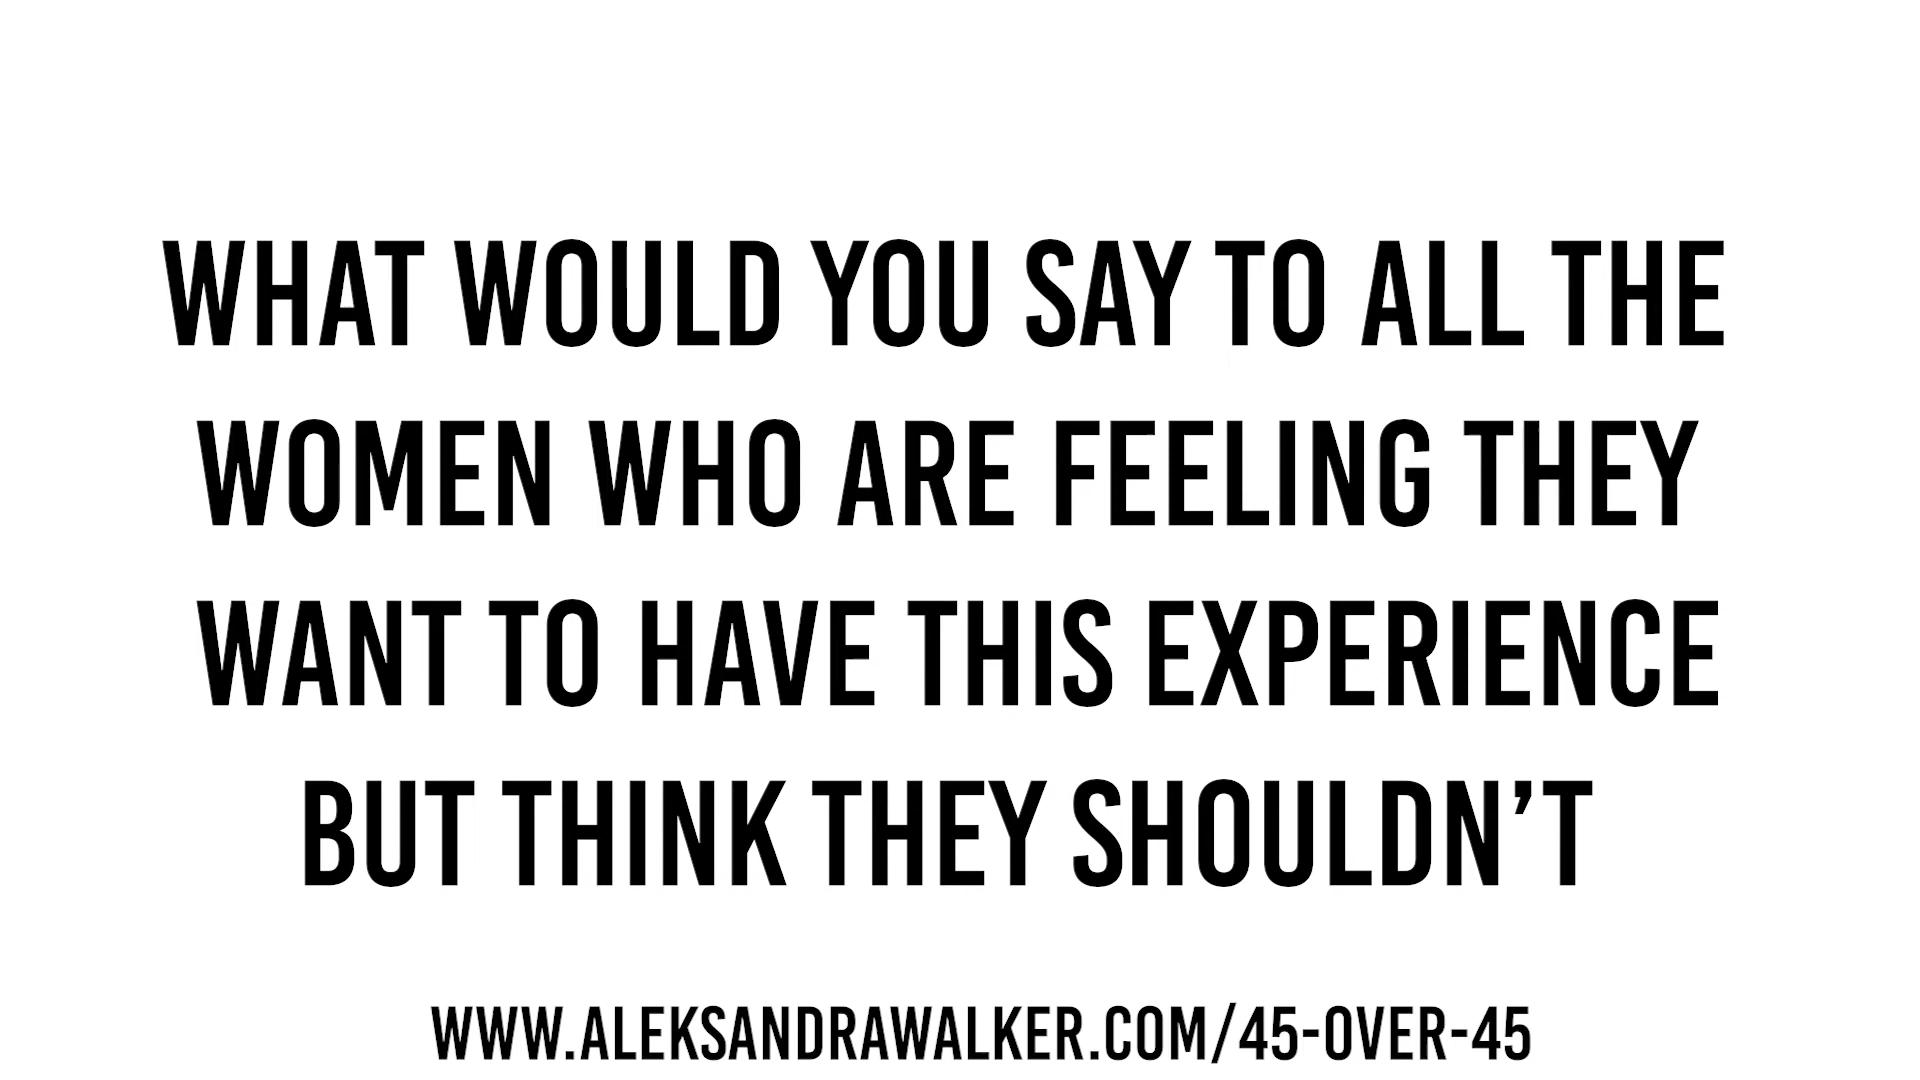 WHAT WOULD YOU SAY TO ALL THE
WOMEN WHO ARE FEELING THEY
WANT TO HAVE THIS EXPERIENCE
BUT THINK THEY SHOULDN’T
WWW.ALEKSANDRAWALKER.COM/45-OVER-45